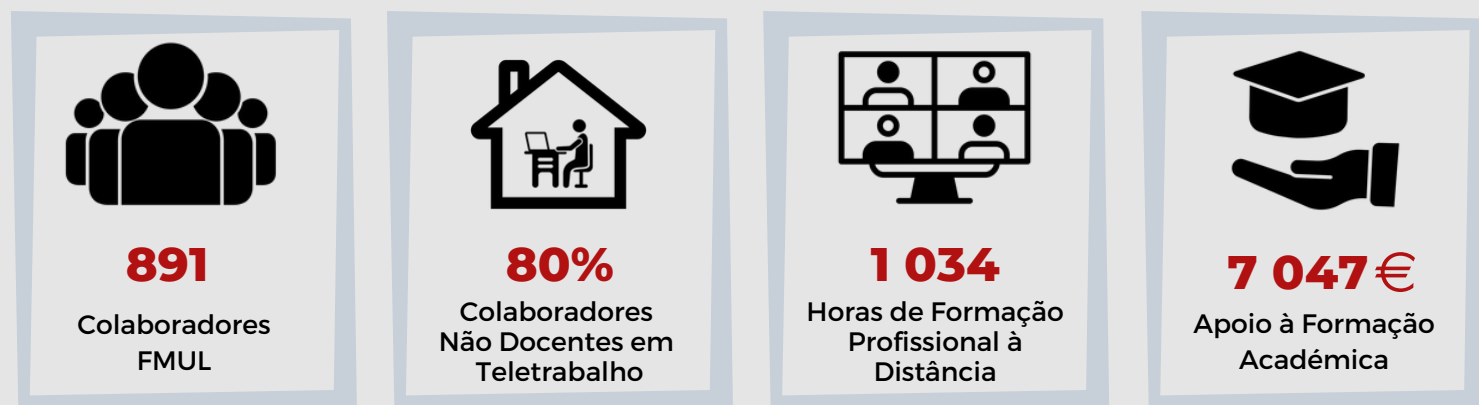 891
Colaboradores
FMUL
80%
Colaboradores
Não Docentes em
Teletrabalho
1 034
Horas de Formação
Profissional à
Distância
7 047 €
Apoio à Formação
Académica